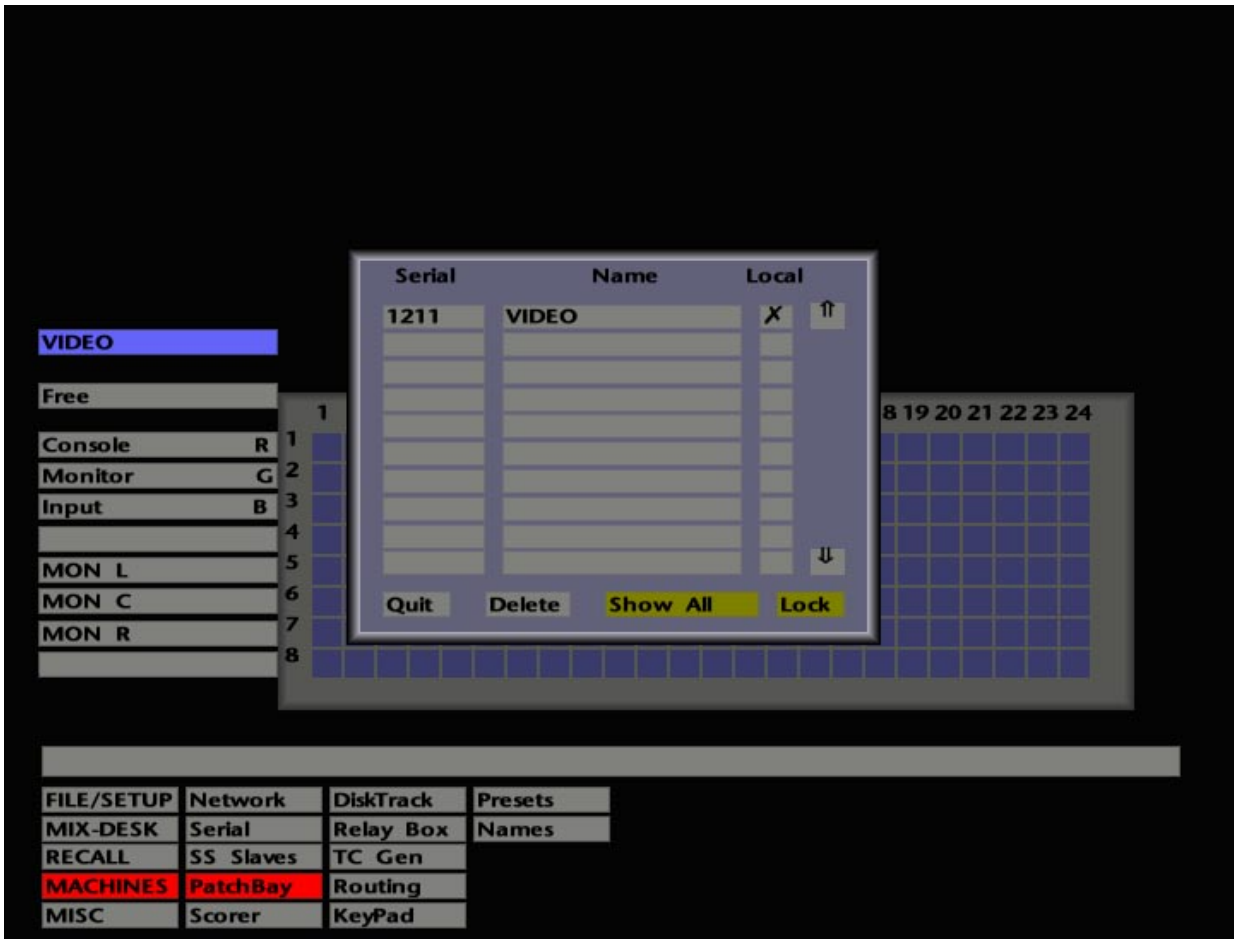 Serial Name Local
1211 VIDEO ✗ ⇑
VIDEO
Free
1 8 19 20 21 22 23 24
Console R 1
Monitor G 2
Input B 3
4
MON L 5
⇓
MON C 6
Quit Delete Show All Lock
MON R 7
8
FILE/SETUP Network DiskTrack Presets
MIX-DESK Serial Relay Box Names
RECALL SS Slaves TC Gen
MACHINES PatchBay Routing
MISC Scorer KeyPad